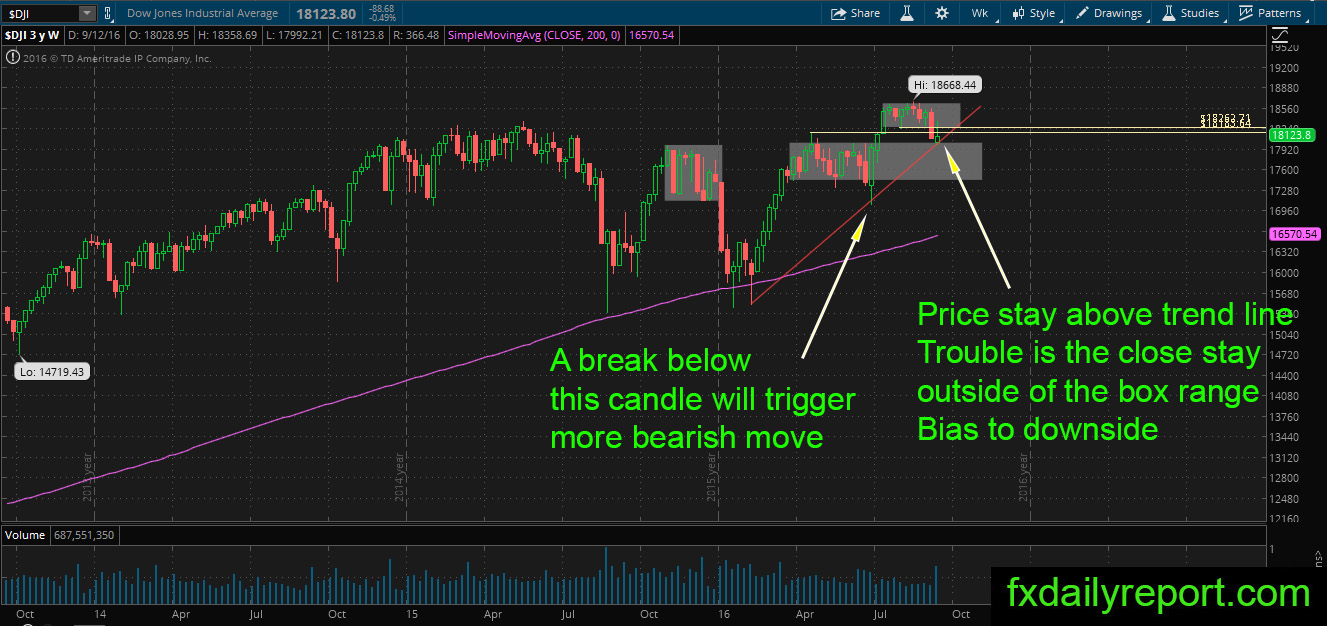 $DJI
Dow Jones Industrial Average
18123.80
-88.68
-0.49%
Share
Wk
Style
Drawings
Studies
Patterns
$DJI 3 y W
D: 9/12/16
O: 18028.95
H: 18358.69
L: 17992.21
C: 18123.8
R: 366.48
SimpleMovingAvg (CLOSE, 200, 0)
16570.54
2016 © TD Ameritrade IP Company, Inc.
Hi: 18668.44
Lo: 14719.43
19520
19200
18880
18560
18240
18123.8
17920
17600
17280
16960
16570.54
16320
16000
15680
15360
15040
14720
14400
14080
13760
13440
13120
12800
12480
12160
Price stay above trend line
Trouble is the close stay
outside of the box range
Bias to downside
A break below
this candle will trigger
more bearish move
2013 year
2014 year
2015 year
2016 year
Volume
687,551,350
1
Oct
14
Apr
Jul
Oct
15
Apr
Jul
Oct
16
Apr
Jul
Oct
fxdailyreport.com